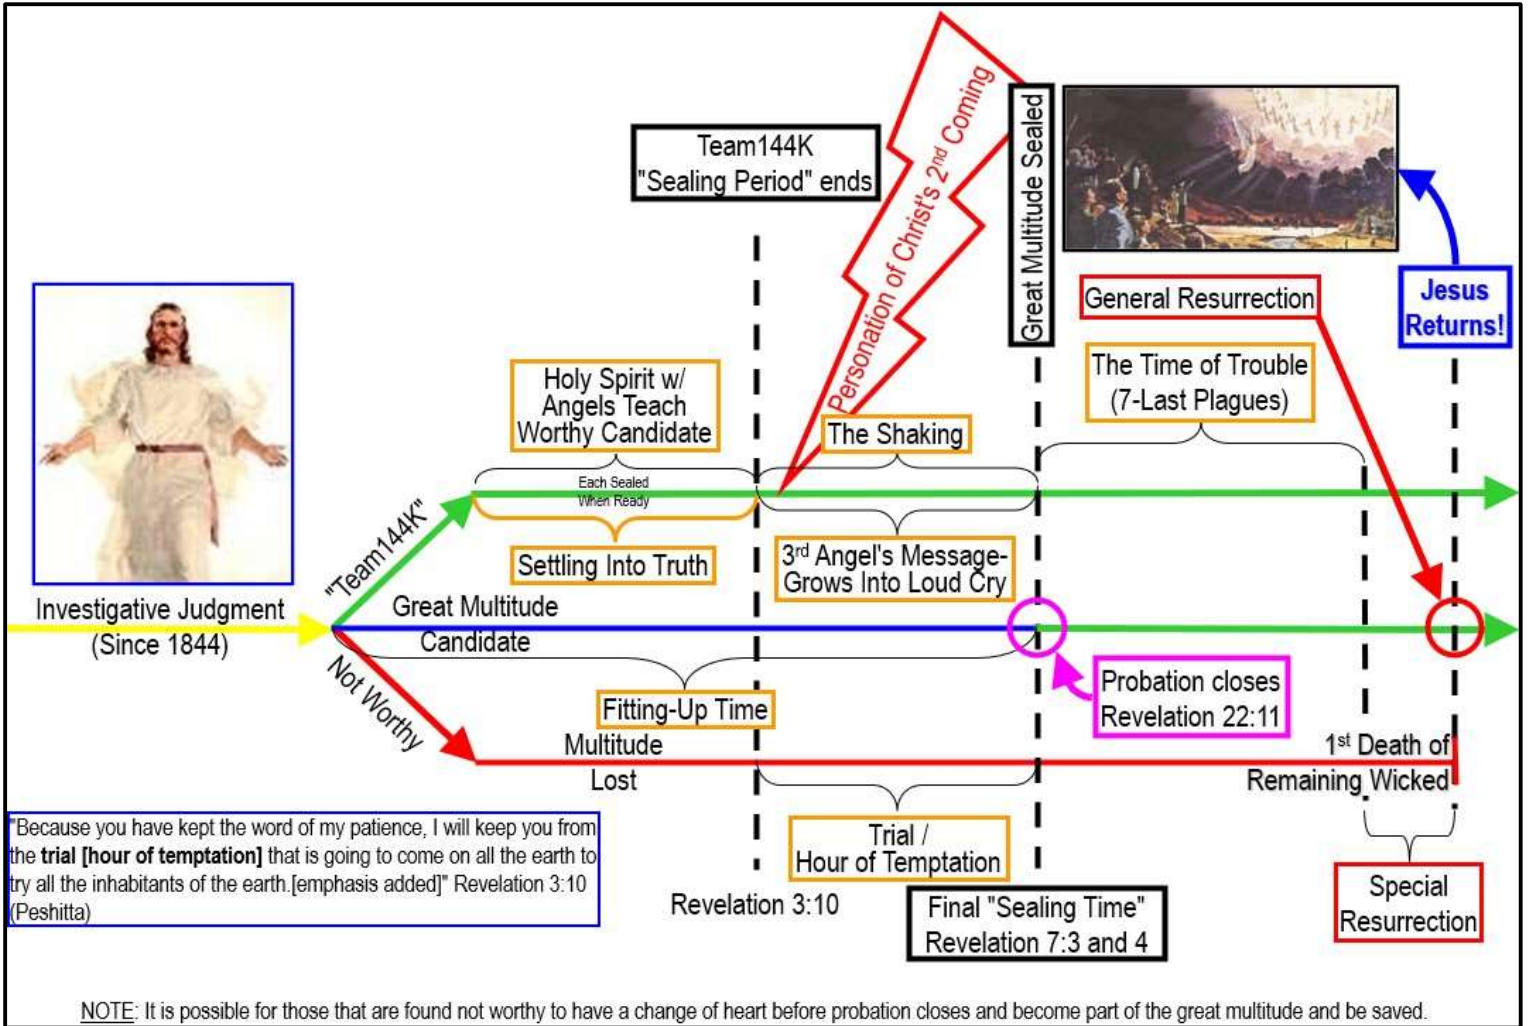 Team144K
"Sealing Period" ends
Personation of Christ's 2nd Coming
Great Multitude Sealed
General Resurrection
Jesus
Returns!
The Time of Trouble
(7-Last Plagues)
Holy Spirit w/
Angels Teach
Worthy Candidate
The Shaking
Each Sealed
When Ready
"Team144K"
Settling Into Truth
3rd Angel's Message-
Grows Into Loud Cry
Investigative Judgment
(Since 1844)
Great Multitude
Candidate
Not Worthy
Fitting-Up Time
Probation closes
Revelation 22:11
Multitude
Lost
1st Death of
Remaining Wicked
"Because you have kept the word of my patience, I will keep you from
the trial [hour of temptation] that is going to come on all the earth to
try all the inhabitants of the earth.[emphasis added]" Revelation 3:10
(Peshitta)
Trial /
Hour of Temptation
Revelation 3:10
Final "Sealing Time"
Revelation 7:3 and 4
Special
Resurrection
NOTE: It is possible for those that are found not worthy to have a change of heart before probation closes and become part of the great multitude and be saved.